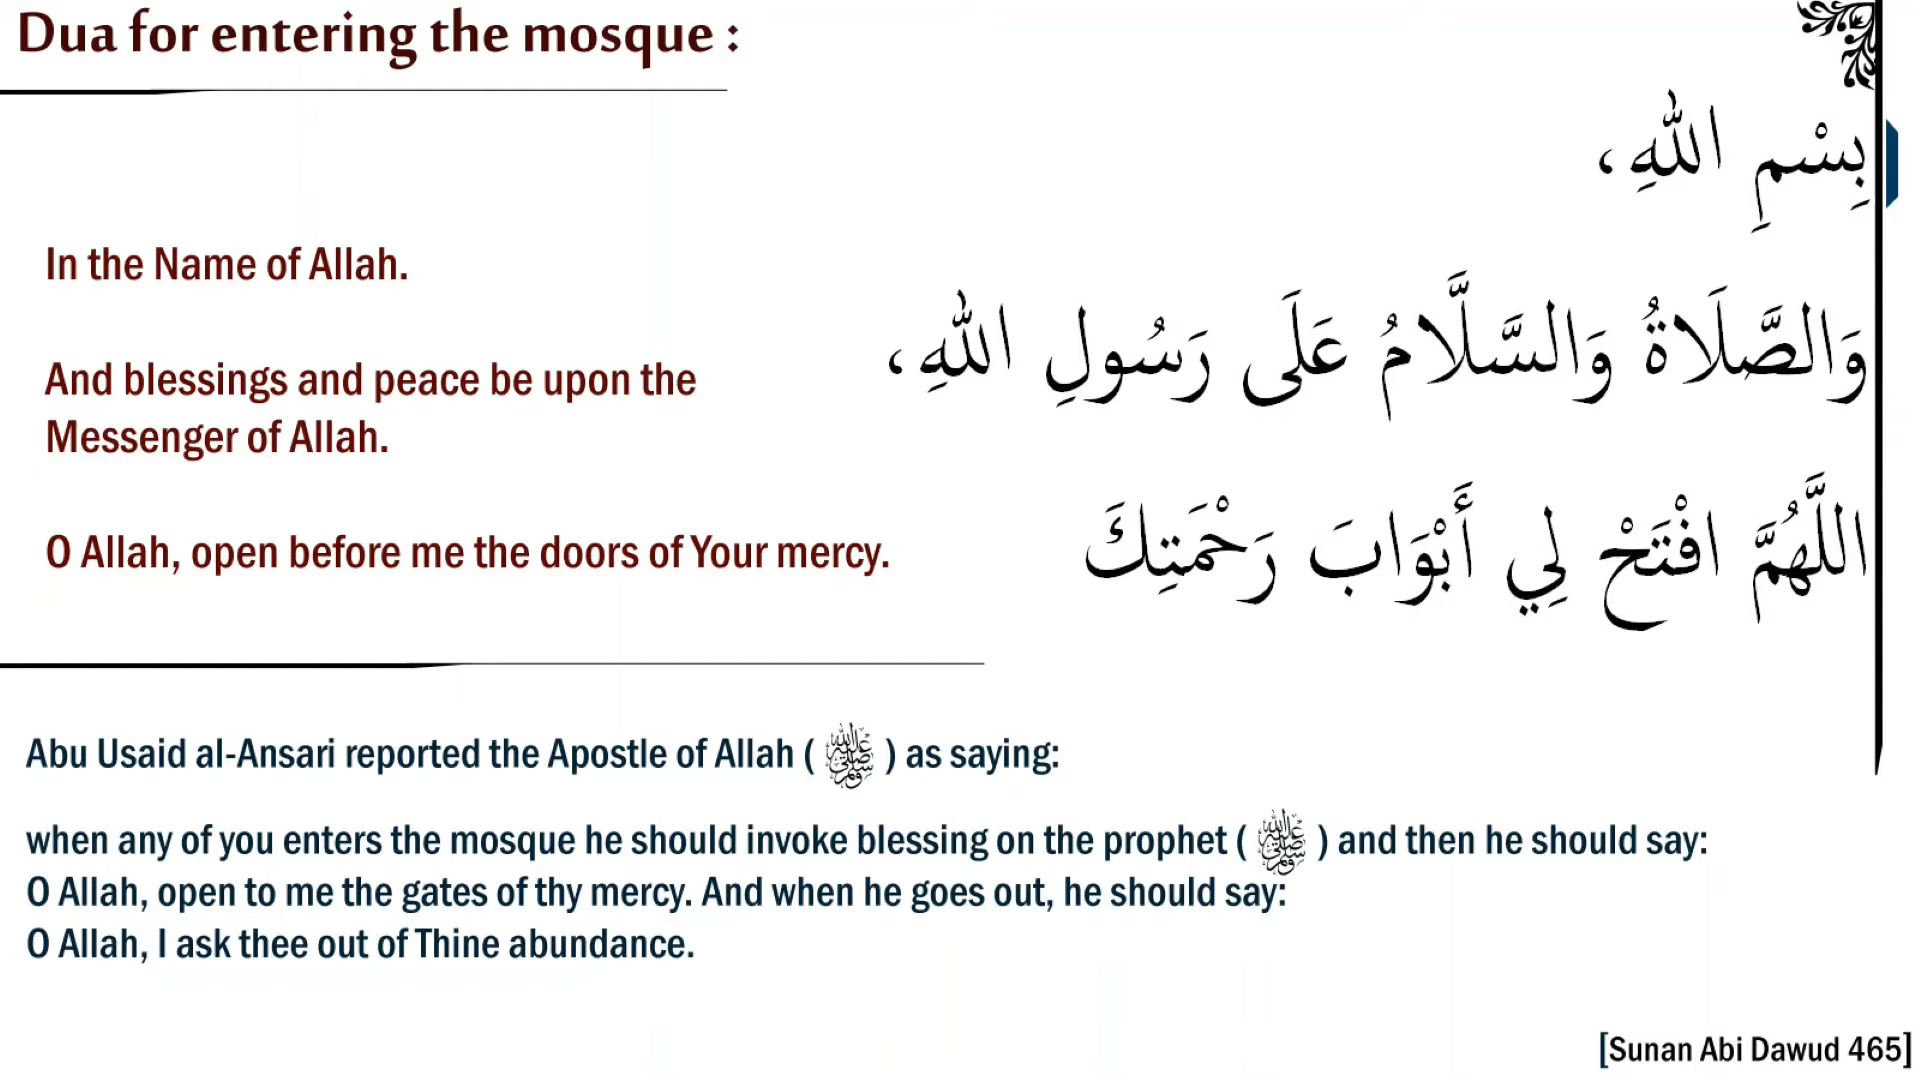 Dua for entering the mosque :
بِسْمِ اللهِ،
In the Name of Allah.
وَالصَّلَاةُ وَالسَّلَّامُ عَلَى رَسُولِ اللهِ،
And blessings and peace be upon the
Messenger of Allah.
اللَّهُمَّ افْتَحْ لِي أَبْوَابَ رَحْمَتِكَ
O Allah, open before me the doors of Your mercy.
Abu Usaid al-Ansari reported the Apostle of Allah ( ﷺ ) as saying:
when any of you enters the mosque he should invoke blessing on the prophet ( ﷺ ) and then he should say:
O Allah, open to me the gates of thy mercy. And when he goes out, he should say:
O Allah, I ask thee out of Thine abundance.
[Sunan Abi Dawud 465]